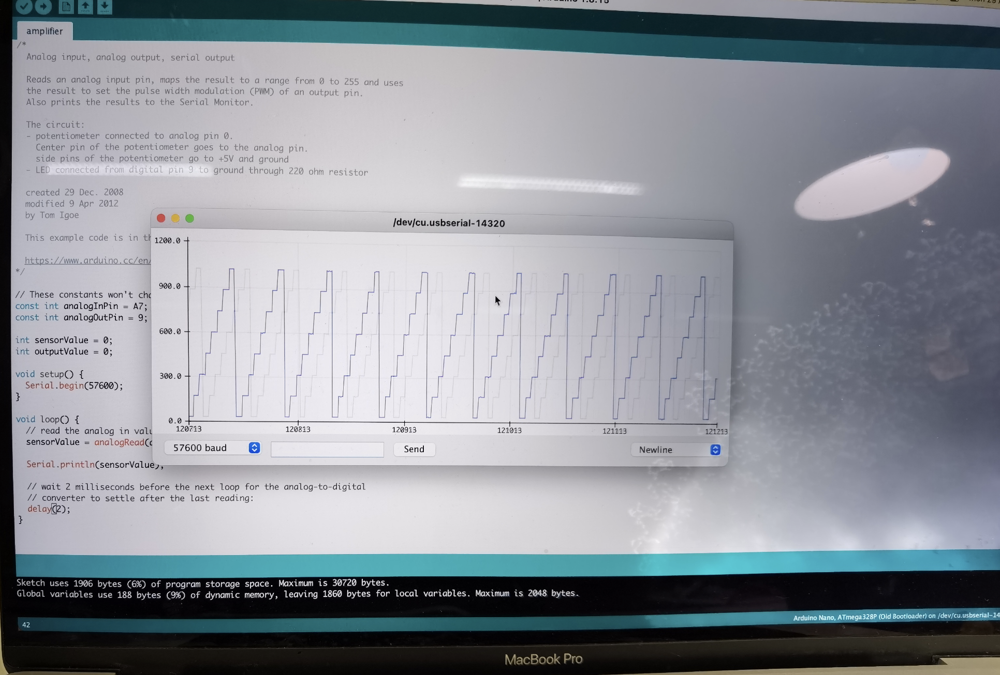 amplifier
/*
Analog input, analog output, serial output
Reads an analog input pin, maps the result to a range from 0 to 255 and uses
the result to set the pulse width modulation (PWM) of an output pin.
Also prints the results to the Serial Monitor.
The circuit:
- potentiometer connected to analog pin 0.
Center pin of the potentiometer goes to the analog pin.
side pins of the potentiometer go to +5V and ground
- LED connected from digital pin 9 to ground through 220 ohm resistor
created 29 Dec. 2008
modified 9 Apr 2012
by Tom Igoe
This example code is in
https://www.arduino.cc/en/
*/
// These constants won't
const int analogInPin = A7;
const int analogOutPin = 9;
int sensorValue = 0;
int outputValue = 0;
void setup() {
Serial.begin(57600);
}
void loop() {
// read the analog in
sensorValue = analogRead(
Serial.println(sensorValue);
// wait 2 milliseconds before the next loop for the analog-to-digital
// converter to settle after the last reading:
delay(2);
}
/dev/cu.usbserial-14320
1200.0
900.0
600.0
300.0
0.0
120713 120813 120913 121013 121113 121213
57600 baud Send Newline
Sketch uses 1906 bytes (6%) of program storage space. Maximum is 30720 bytes.
Global variables use 188 bytes (9%) of dynamic memory, leaving 1860 bytes for local variables. Maximum is 2048 bytes.
42 Arduino Nano, ATmega328P (Old Bootloader) on /dev/cu.usbserial-14
MacBook Pro